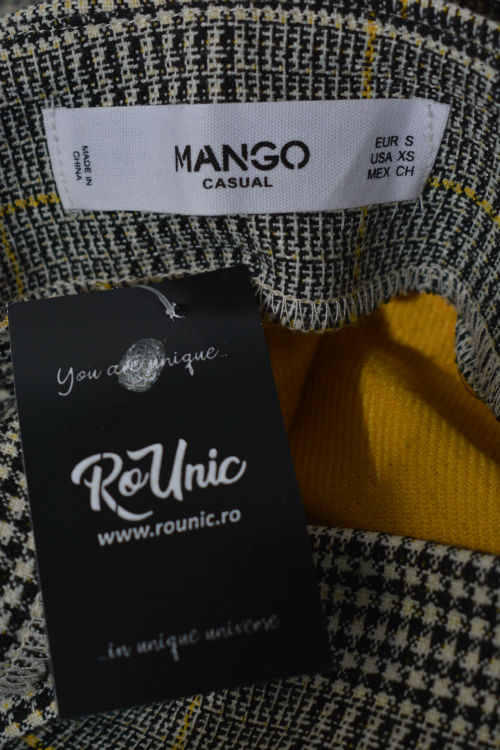 MADE IN
CHINA
MANGO
CASUAL
EUR S
USA XS
MEX CH
You are unique...
RoUnic
www.rounic.ro
...in unique universe